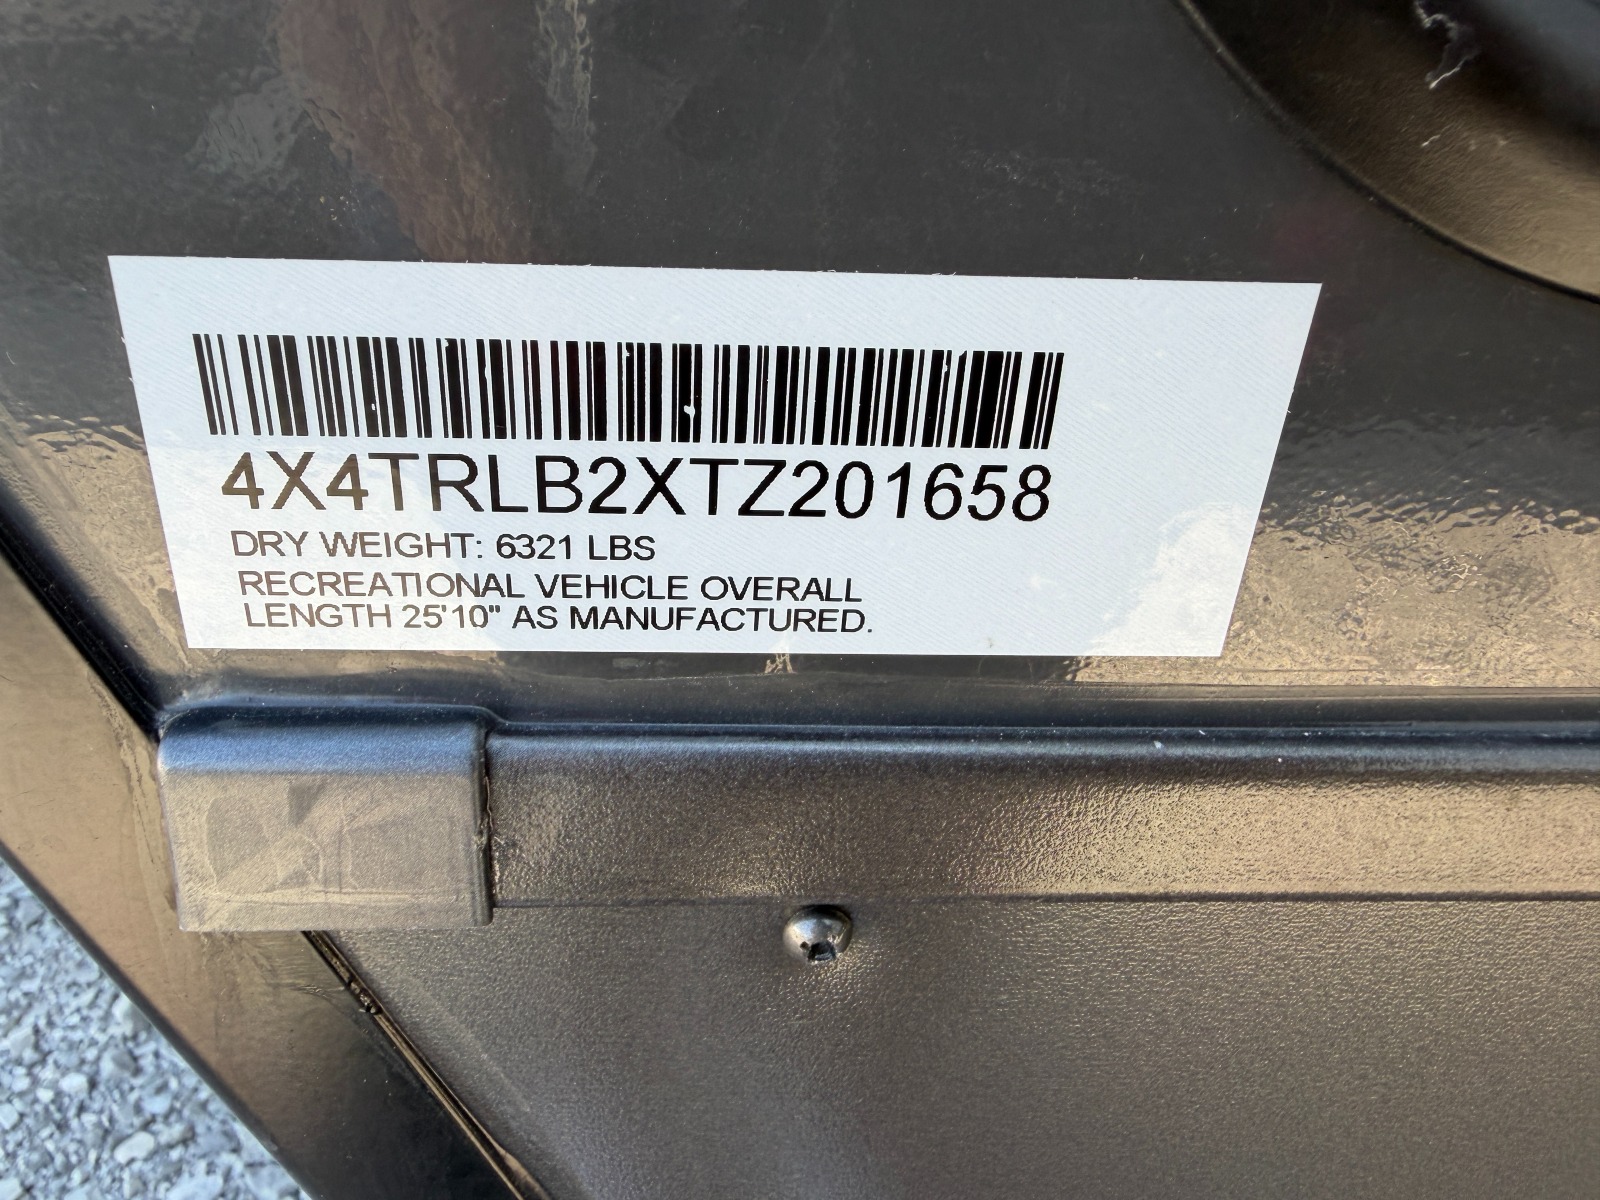 4X4TRLB2XTZ201658
DRY WEIGHT: 6321 LBS
RECREATIONAL VEHICLE OVERALL
LENGTH 25'10" AS MANUFACTURED.